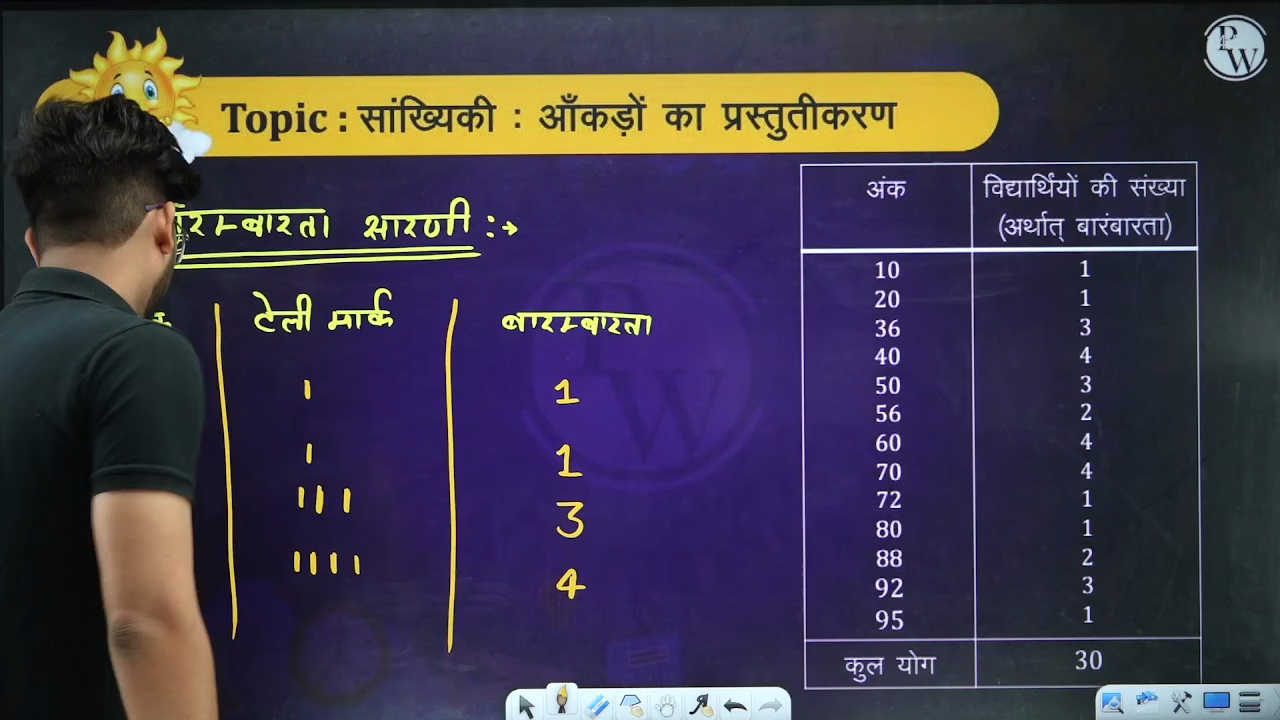 PW
Topic : सांख्यिकी : आँकड़ों का प्रस्तुतीकरण
सारणी :→
टेली मार्क बारम्बारता
| 1
| 1
||| 3
|||| 4
अंक विद्यार्थियों की संख्या
(अर्थात् बारंबारता)
10 1
20 1
36 3
40 4
50 3
56 2
60 4
70 4
72 1
80 1
88 2
92 3
95 1
कुल योग 30
PW